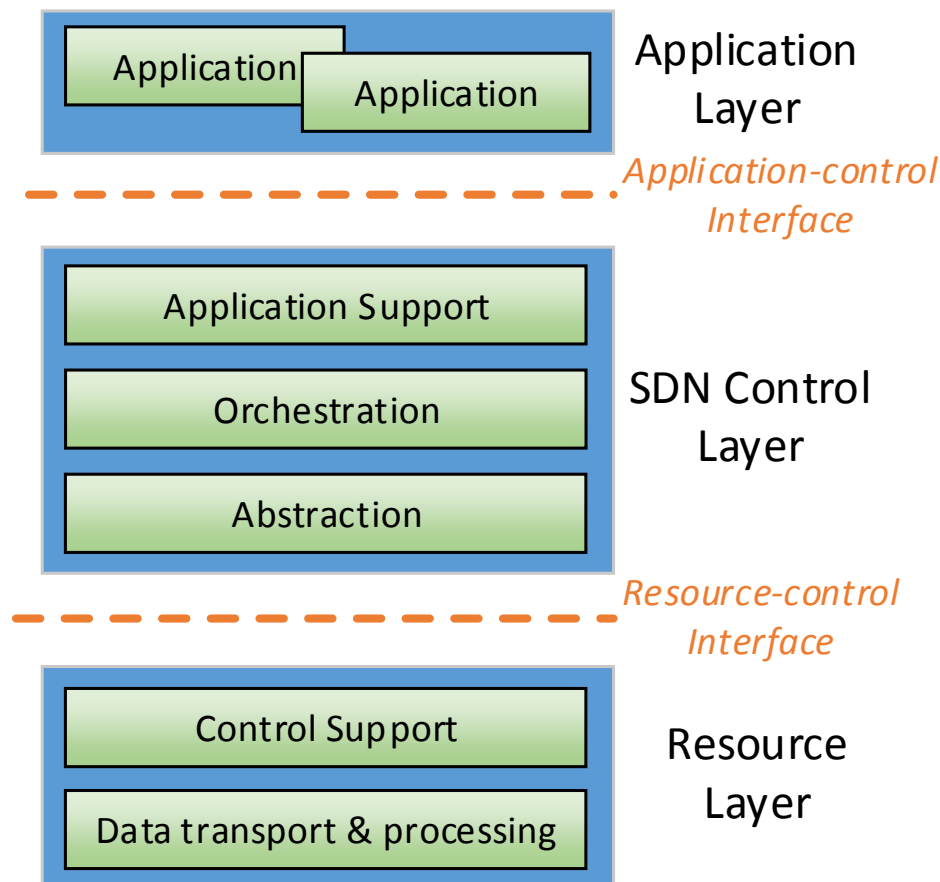 Application
Application
Application
Layer
Application-control
Interface
Application Support
Orchestration
Abstraction
SDN Control
Layer
Resource-control
Interface
Control Support
Data transport & processing
Resource
Layer